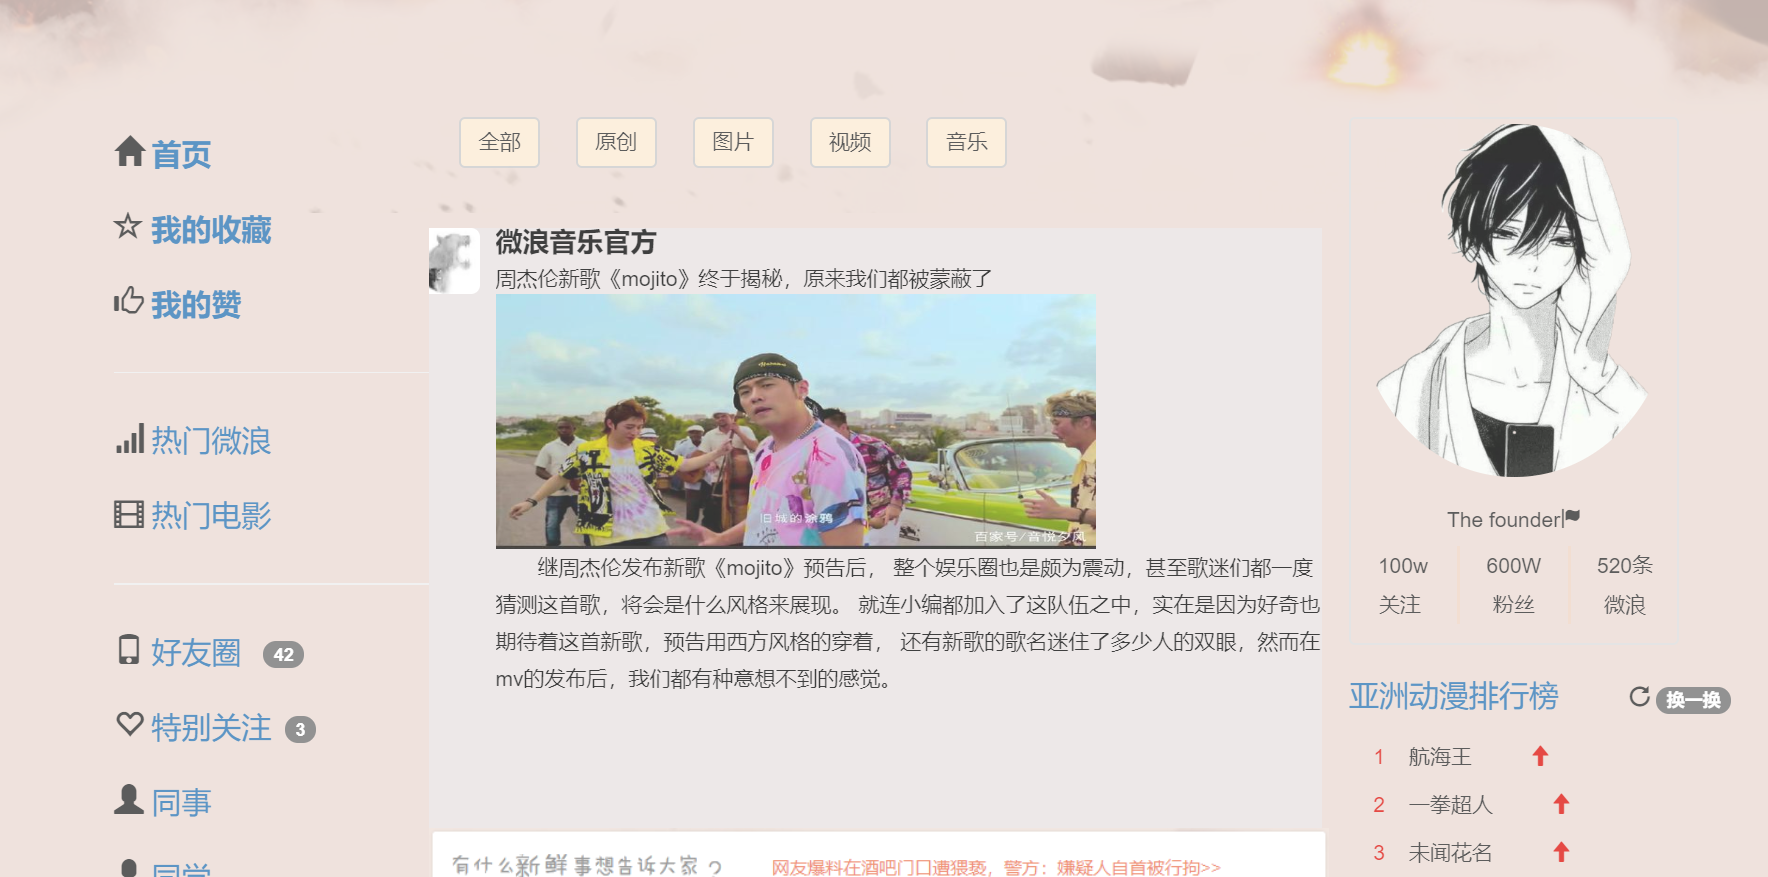 首页
我的收藏
我的赞
热门微浪
热门电影
好友圈 42
特别关注 3
同事
同学
全部 原创 图片 视频 音乐
微浪音乐官方
周杰伦新歌《mojito》终于揭秘，原来我们都被蒙蔽了
旧城的涂鸦
百家号/音悦夕风
继周杰伦发布新歌《mojito》预告后， 整个娱乐圈也是颇为震动，甚至歌迷们都一度
猜测这首歌，将会是什么风格来展现。 就连小编都加入了这队伍之中，实在是因为好奇也
期待着这首新歌，预告用西方风格的穿着， 还有新歌的歌名迷住了多少人的双眼，然而在
mv的发布后，我们都有种意想不到的感觉。
有什么新鲜事想告诉大家？
网友爆料在酒吧门口遭猥亵，警方：嫌疑人自首被行拘>>
The founder|
100w 600W 520条
关注 粉丝 微浪
亚洲动漫排行榜 换一换
1 航海王
2 一拳超人
3 未闻花名